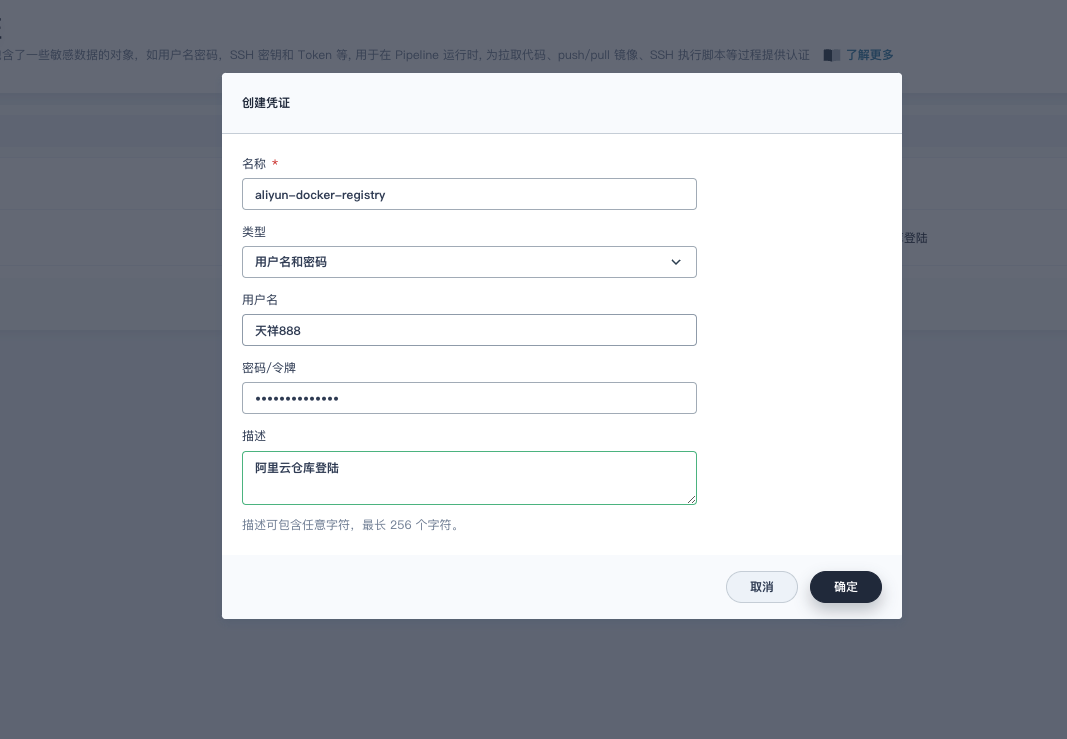 含了一些敏感数据的对象，如用户名密码，SSH 密钥和 Token 等, 用于在 Pipeline 运行时, 为拉取代码、push/pull 镜像、SSH 执行脚本等过程提供认证 了解更多
创建凭证
名称 *
aliyun-docker-registry
类型
用户名和密码
登陆
用户名
天祥888
密码/令牌
••••••••••••••
描述
阿里云仓库登陆
描述可包含任意字符，最长 256 个字符。
取消 确定